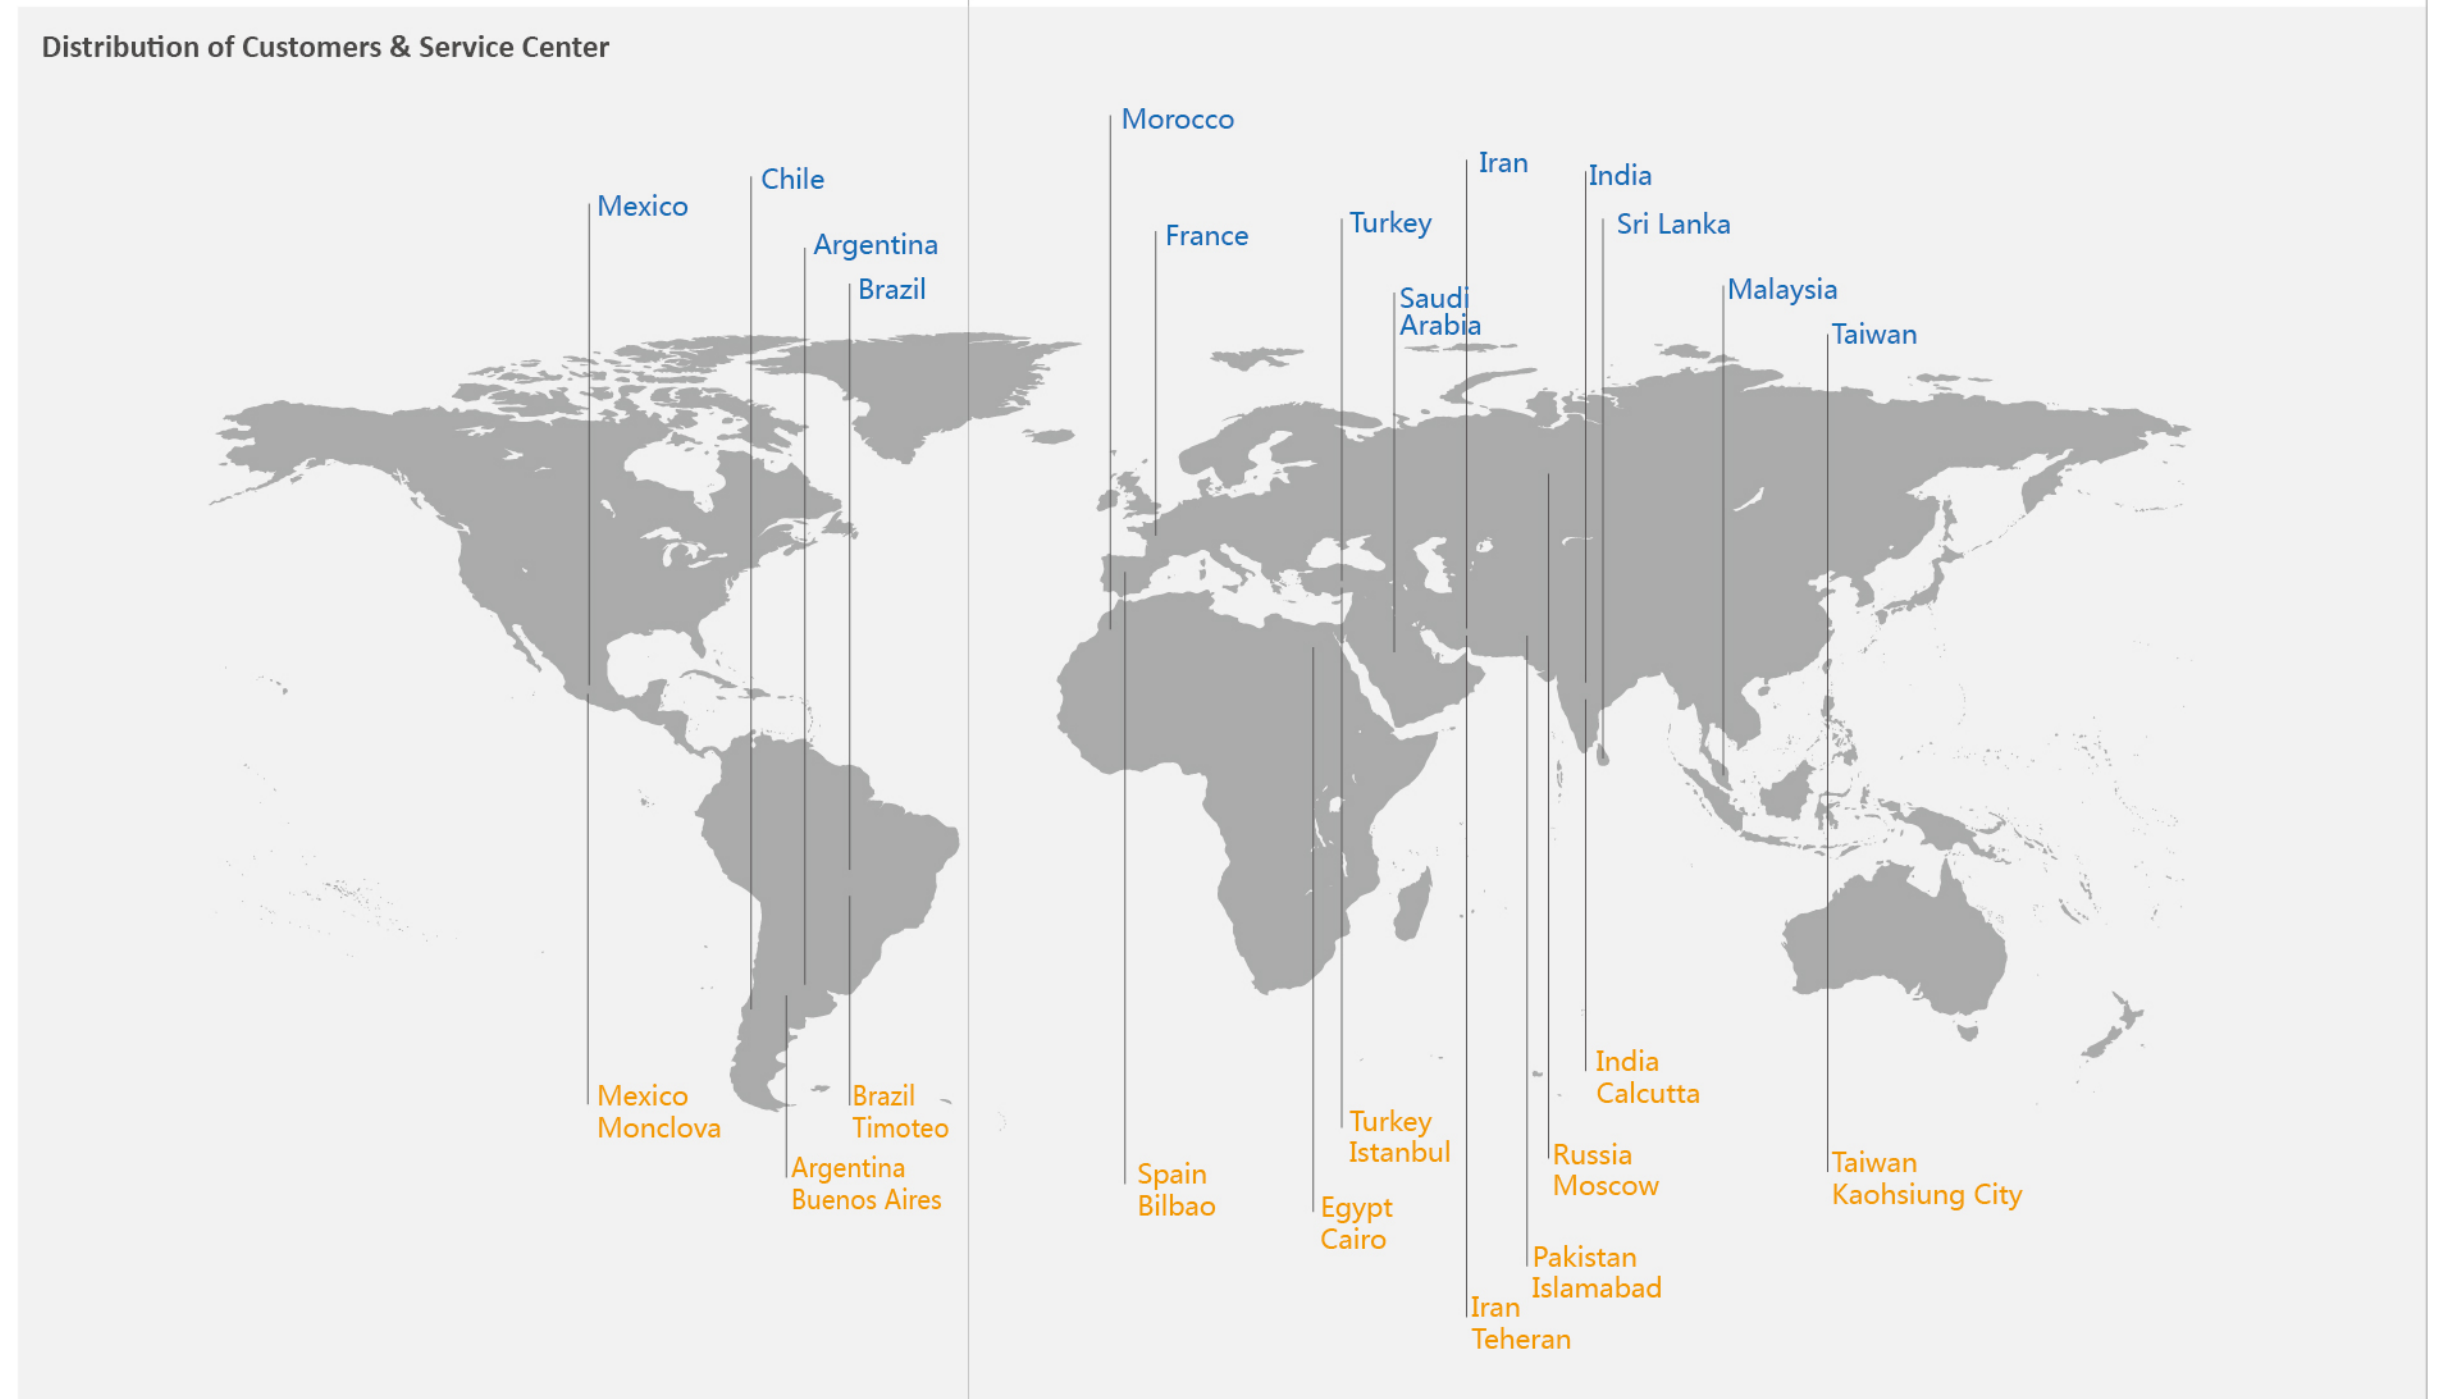 Distribution of Customers & Service Center
Morocco
Iran
India
Chile
Mexico
Turkey
Sri Lanka
France
Argentina
Brazil
Saudi
Arabia
Malaysia
Taiwan
India
Calcutta
Mexico
Monclova
Brazil
Timoteo
Turkey
Istanbul
Russia
Moscow
Taiwan
Kaohsiung City
Argentina
Buenos Aires
Spain
Bilbao
Egypt
Cairo
Pakistan
Islamabad
Iran
Teheran